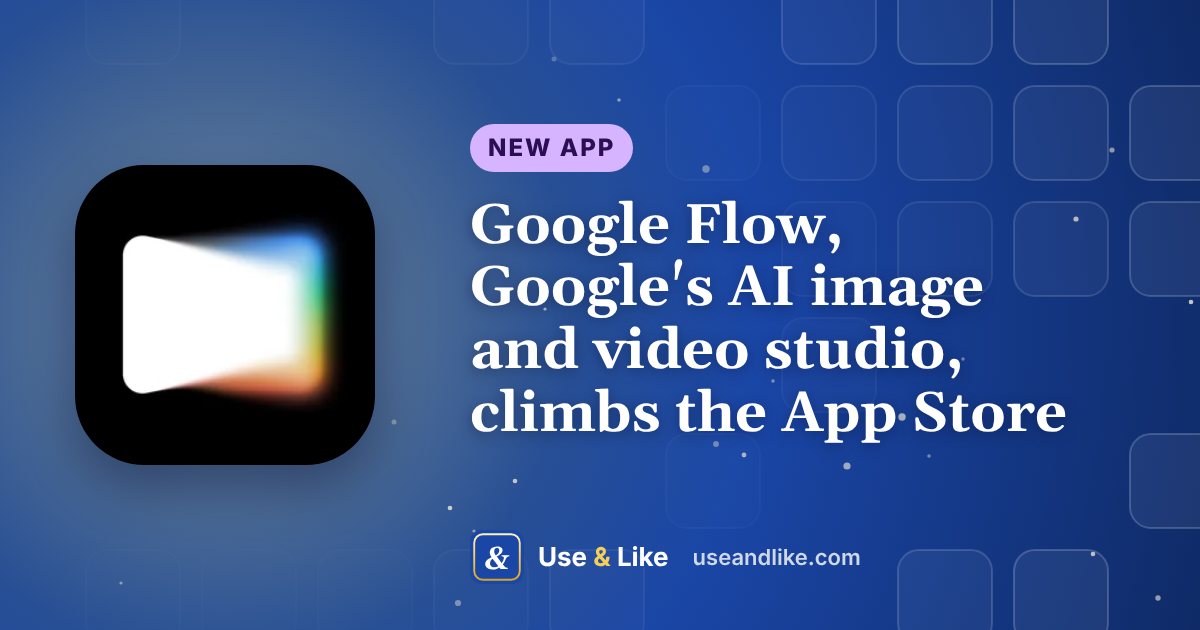 NEW APP
Google Flow,
Google's AI image
and video studio,
climbs the App Store
& Use & Like useandlike.com